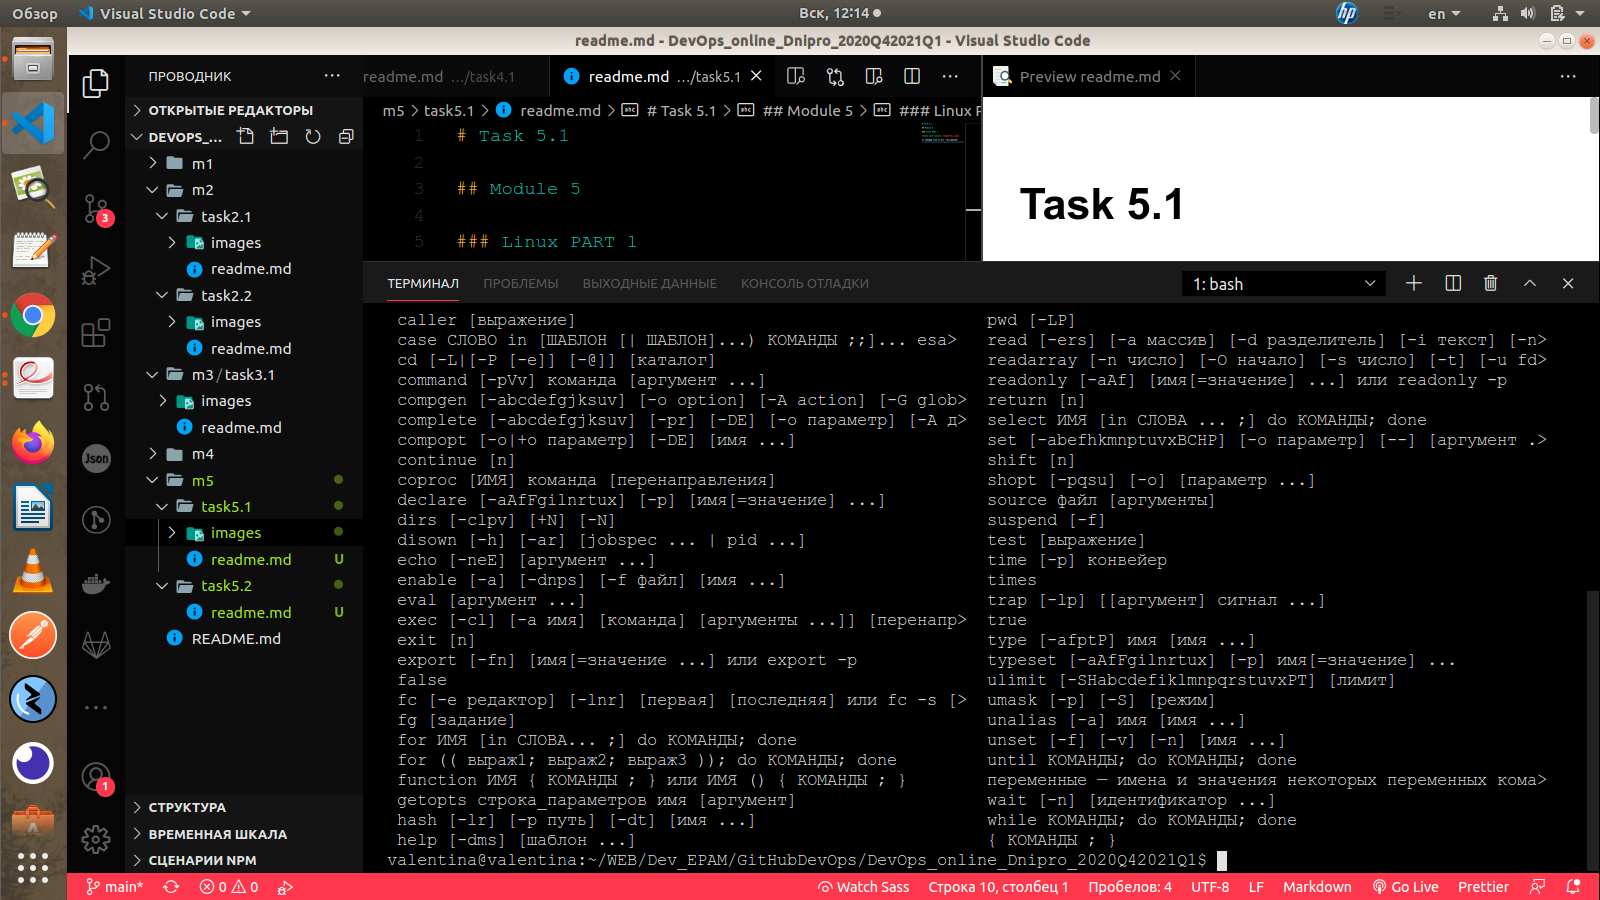 Обзор
Visual Studio Code
Вск, 12:14
hp
en
readme.md - DevOps_online_Dnipro_2020Q42021Q1 - Visual Studio Code
ПРОВОДНИК
readme.md .../task4.1
readme.md .../task5.1
Preview readme.md
ОТКРЫТЫЕ РЕДАКТОРЫ
m5 > task5.1 > readme.md > # Task 5.1 > ## Module 5 > ### Linux P
DEVOPS_...
m1
m2
task2.1
images
readme.md
task2.2
images
readme.md
m3/task3.1
images
readme.md
m4
m5
task5.1
images
readme.md U
task5.2
readme.md U
README.md
СТРУКТУРА
ВРЕМЕННАЯ ШКАЛА
СЦЕНАРИИ NPM
3
Json
1
1 # Task 5.1
2
3 ## Module 5
4
5 ### Linux PART 1
Task 5.1
ТЕРМИНАЛ ПРОБЛЕМЫ ВЫХОДНЫЕ ДАННЫЕ КОНСОЛЬ ОТЛАДКИ
1: bash
caller [выражение] pwd [-LP]
case СЛОВО in [ШАБЛОН [| ШАБЛОН]...) КОМАНДЫ ;;]... esa> read [-ers] [-a массив] [-d разделитель] [-i текст] [-n>
cd [-L|[-P [-e]] [-@]] [каталог] readarray [-n число] [-O начало] [-s число] [-t] [-u fd>
command [-pVv] команда [аргумент ...] readonly [-aAf] [имя[=значение] ...] или readonly -p
compgen [-abcdefgjksuv] [-o option] [-A action] [-G glob> return [n]
complete [-abcdefgjksuv] [-pr] [-DE] [-o параметр] [-A д> select ИМЯ [in СЛОВА ... ;] do КОМАНДЫ; done
compopt [-o|+o параметр] [-DE] [имя ...] set [-abefhkmnptuvxBCHP] [-o параметр] [--] [аргумент .>
continue [n] shift [n]
coproc [ИМЯ] команда [перенаправления] shopt [-pqsu] [-o] [параметр ...]
declare [-aAfFgilnrtux] [-p] [имя[=значение] ...] source файл [аргументы]
dirs [-clpv] [+N] [-N] suspend [-f]
disown [-h] [-ar] [jobspec ... | pid ...] test [выражение]
echo [-neE] [аргумент ...] time [-p] конвейер
enable [-a] [-dnps] [-f файл] [имя ...] times
eval [аргумент ...] trap [-lp] [[аргумент] сигнал ...]
exec [-cl] [-a имя] [команда] [аргументы ...]] [перенапр> true
exit [n] type [-afptP] имя [имя ...]
export [-fn] [имя[=значение ...] или export -p typeset [-aAfFgilnrtux] [-p] имя[=значение] ...
false ulimit [-SHabcdefiklmnpqrstuvxPT] [лимит]
fc [-e редактор] [-lnr] [первая] [последняя] или fc -s [> umask [-p] [-S] [режим]
fg [задание] unalias [-a] имя [имя ...]
for ИМЯ [in СЛОВА... ;] do КОМАНДЫ; done unset [-f] [-v] [-n] [имя ...]
for (( выраж1; выраж2; выраж3 )); do КОМАНДЫ; done until КОМАНДЫ; do КОМАНДЫ; done
function ИМЯ { КОМАНДЫ ; } или ИМЯ () { КОМАНДЫ ; } переменные — имена и значения некоторых переменных кома>
getopts строка_параметров имя [аргумент] wait [-n] [идентификатор ...]
hash [-lr] [-p путь] [-dt] [имя ...] while КОМАНДЫ; do КОМАНДЫ; done
help [-dms] [шаблон ...] { КОМАНДЫ ; }
valentina@valentina:~/WEB/Dev_EPAM/GitHubDevOps/DevOps_online_Dnipro_2020Q42021Q1$
main* 0 0 Watch Sass Строка 10, столбец 1 Пробелов: 4 UTF-8 LF Markdown Go Live Prettier